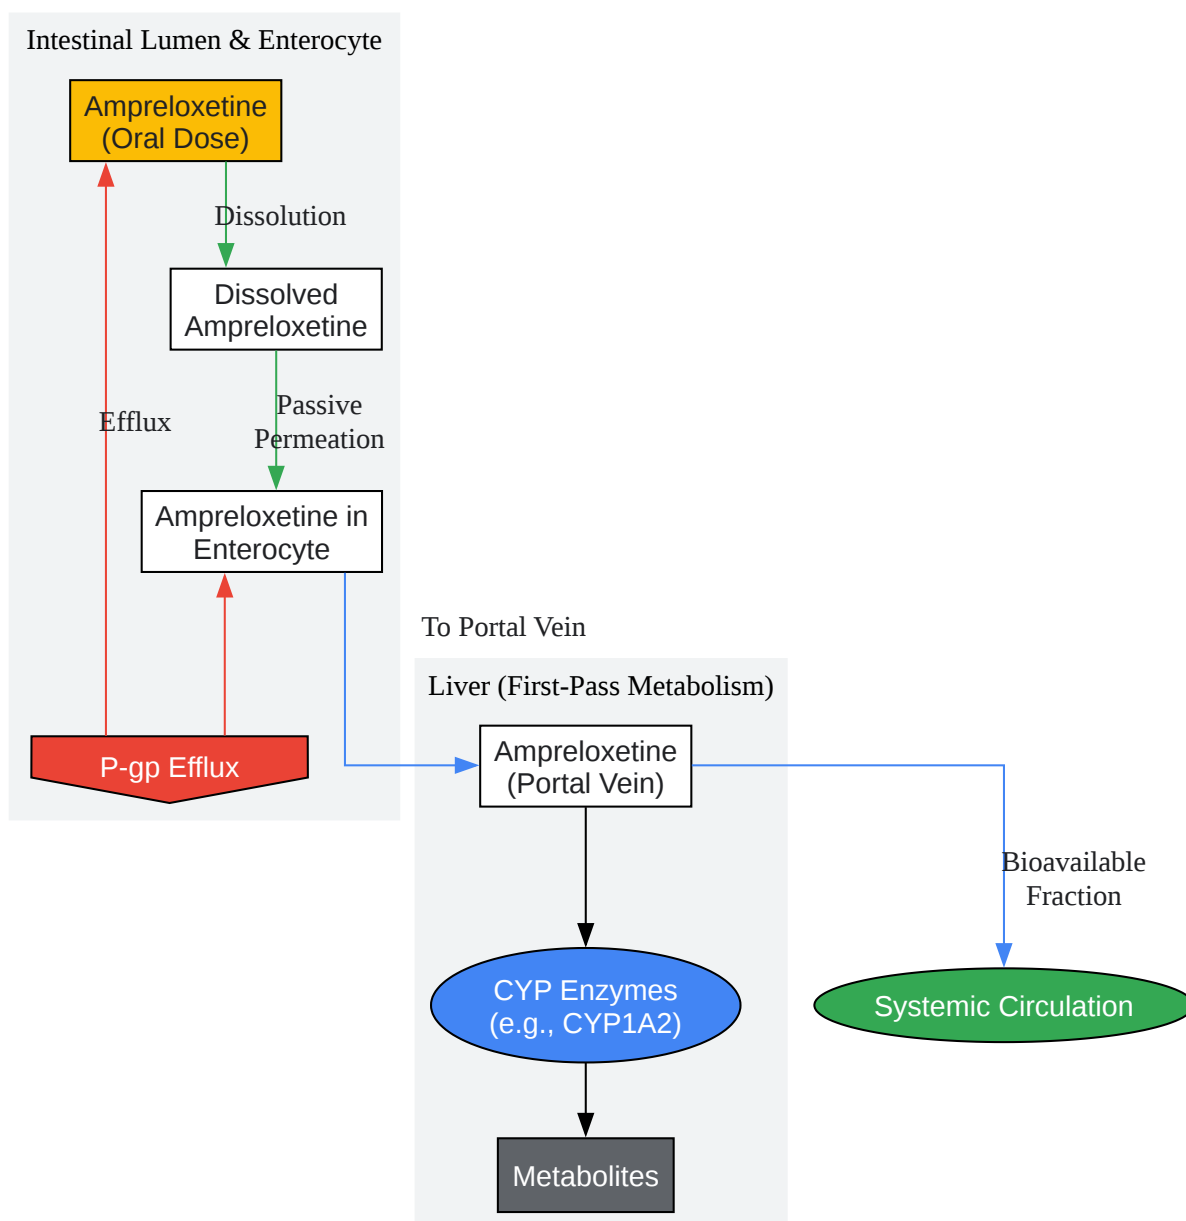 Intestinal Lumen & Enterocyte
Ampreloxetine
(Oral Dose)
Dissolution
Dissolved
Ampreloxetine
Passive
Permeation
Efflux
Ampreloxetine in
Enterocyte
P-gp Efflux
To Portal Vein
Liver (First-Pass Metabolism)
Ampreloxetine
(Portal Vein)
Bioavailable
Fraction
CYP Enzymes
(e.g., CYP1A2)
Systemic Circulation
Metabolites